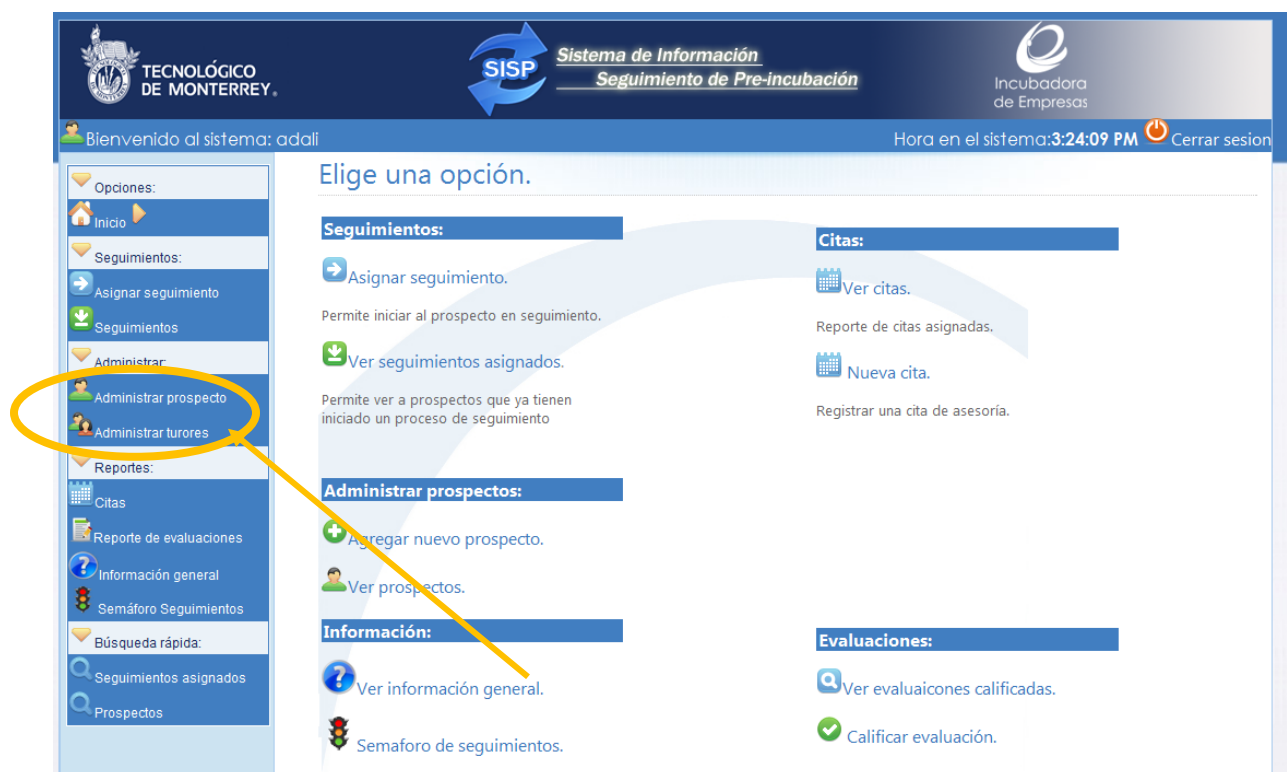 TECNOLÓGICO
DE MONTERREY.
SISP
Sistema de Información
Seguimiento de Pre-incubación
Incubadora
de Empresas
Bienvenido al sistema: adali
Hora en el sistema:3:24:09 PM
Cerrar sesion
Opciones:
Inicio
Seguimientos:
Asignar seguimiento
Seguimientos
Administrar:
Administrar prospecto
Administrar turores
Reportes:
Citas
Reporte de evaluaciones
Información general
Semáforo Seguimientos
Búsqueda rápida:
Seguimientos asignados
Prospectos
Elige una opción.
Seguimientos:
Asignar seguimiento.
Permite iniciar al prospecto en seguimiento.
Ver seguimientos asignados.
Permite ver a prospectos que ya tienen
iniciado un proceso de seguimiento
Citas:
Ver citas.
Reporte de citas asignadas.
Nueva cita.
Registrar una cita de asesoría.
Administrar prospectos:
Agregar nuevo prospecto.
Ver prospectos.
Información:
Ver información general.
Semaforo de seguimientos.
Evaluaciones:
Ver evaluaicones calificadas.
Calificar evaluación.